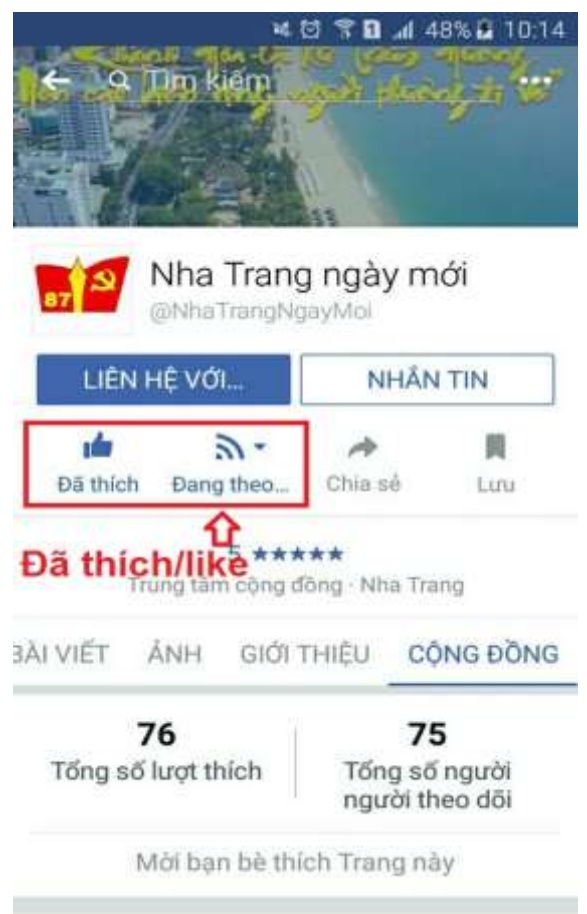 48% 10:14
Tìm kiếm
87
Nha Trang ngày mới
@NhaTrangNgayMoi
LIÊN HỆ VỚI...
NHẮN TIN
Đã thích
Đang theo...
Chia sẻ
Lưu
Đã thích/like
5 ★★★★★
Trung tâm cộng đồng · Nha Trang
BÀI VIẾT
ẢNH
GIỚI THIỆU
CỘNG ĐỒNG
76
Tổng số lượt thích
75
Tổng số người
người theo dõi
Mời bạn bè thích Trang này